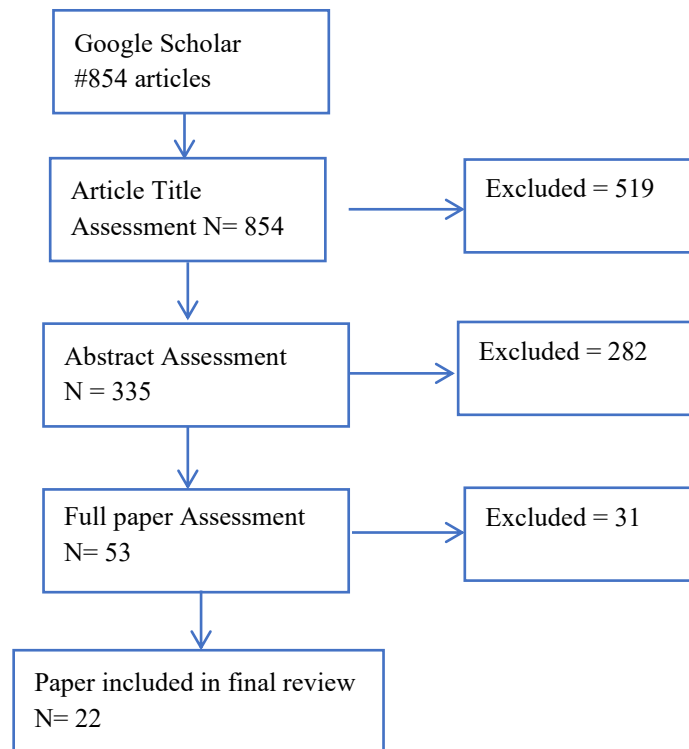 Google Scholar
#854 articles
Article Title
Assessment N= 854
Excluded = 519
Abstract Assessment
N = 335
Excluded = 282
Full paper Assessment
N= 53
Excluded = 31
Paper included in final review
N= 22